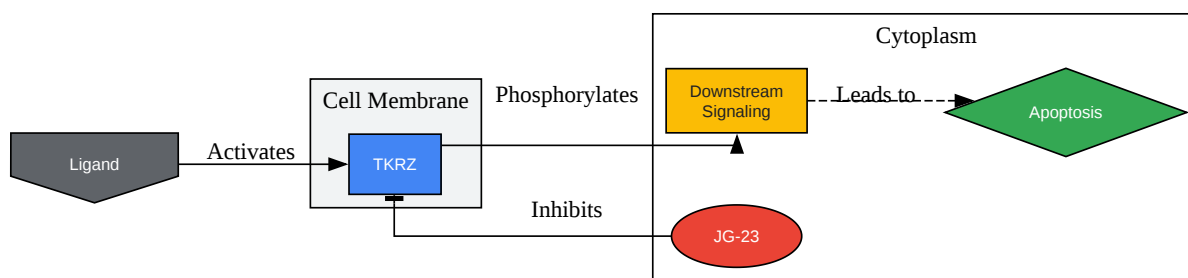 Cytoplasm
Cell Membrane
Phosphorylates
Downstream
Signaling
Leads to
Apoptosis
Ligand
Activates
TKRZ
Inhibits
JG-23